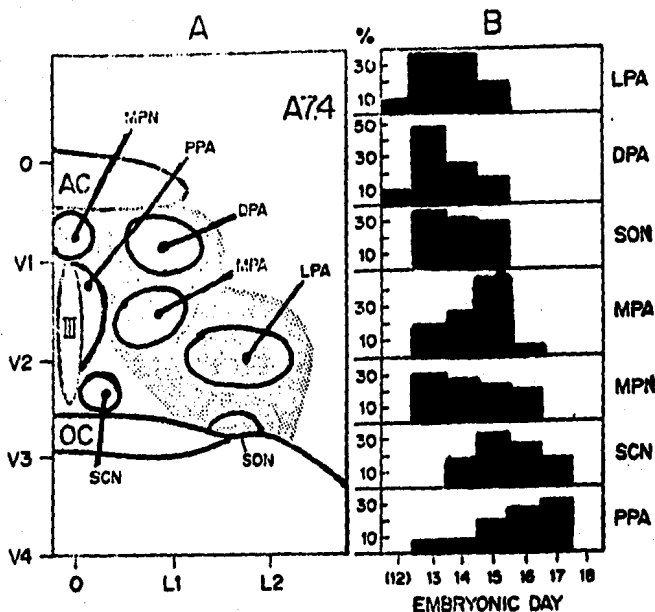 A
B
A7.4
MPN
PPA
DPA
MPA
LPA
AC
III
OC
SCN
SON
0
V1
V2
V3
V4
0
L1
L2
%
30
10
LPA
50
30
10
DPA
30
10
SON
30
10
MPA
30
10
MPN
30
10
SCN
30
10
PPA
(12) 13 14 15 16 17 18
EMBRYONIC DAY